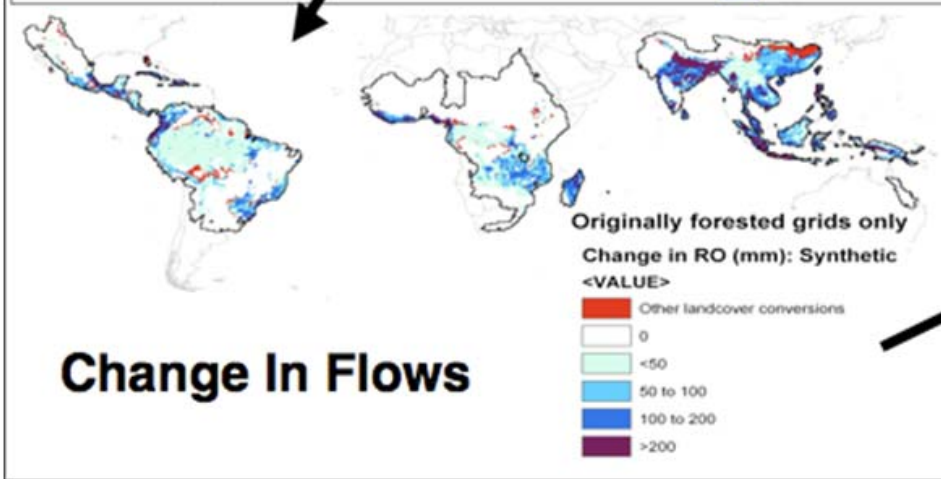 Originally forested grids only
Change in RO (mm): Synthetic
<VALUE>
Other landcover conversions
0
<50
50 to 100
100 to 200
>200
Change In Flows